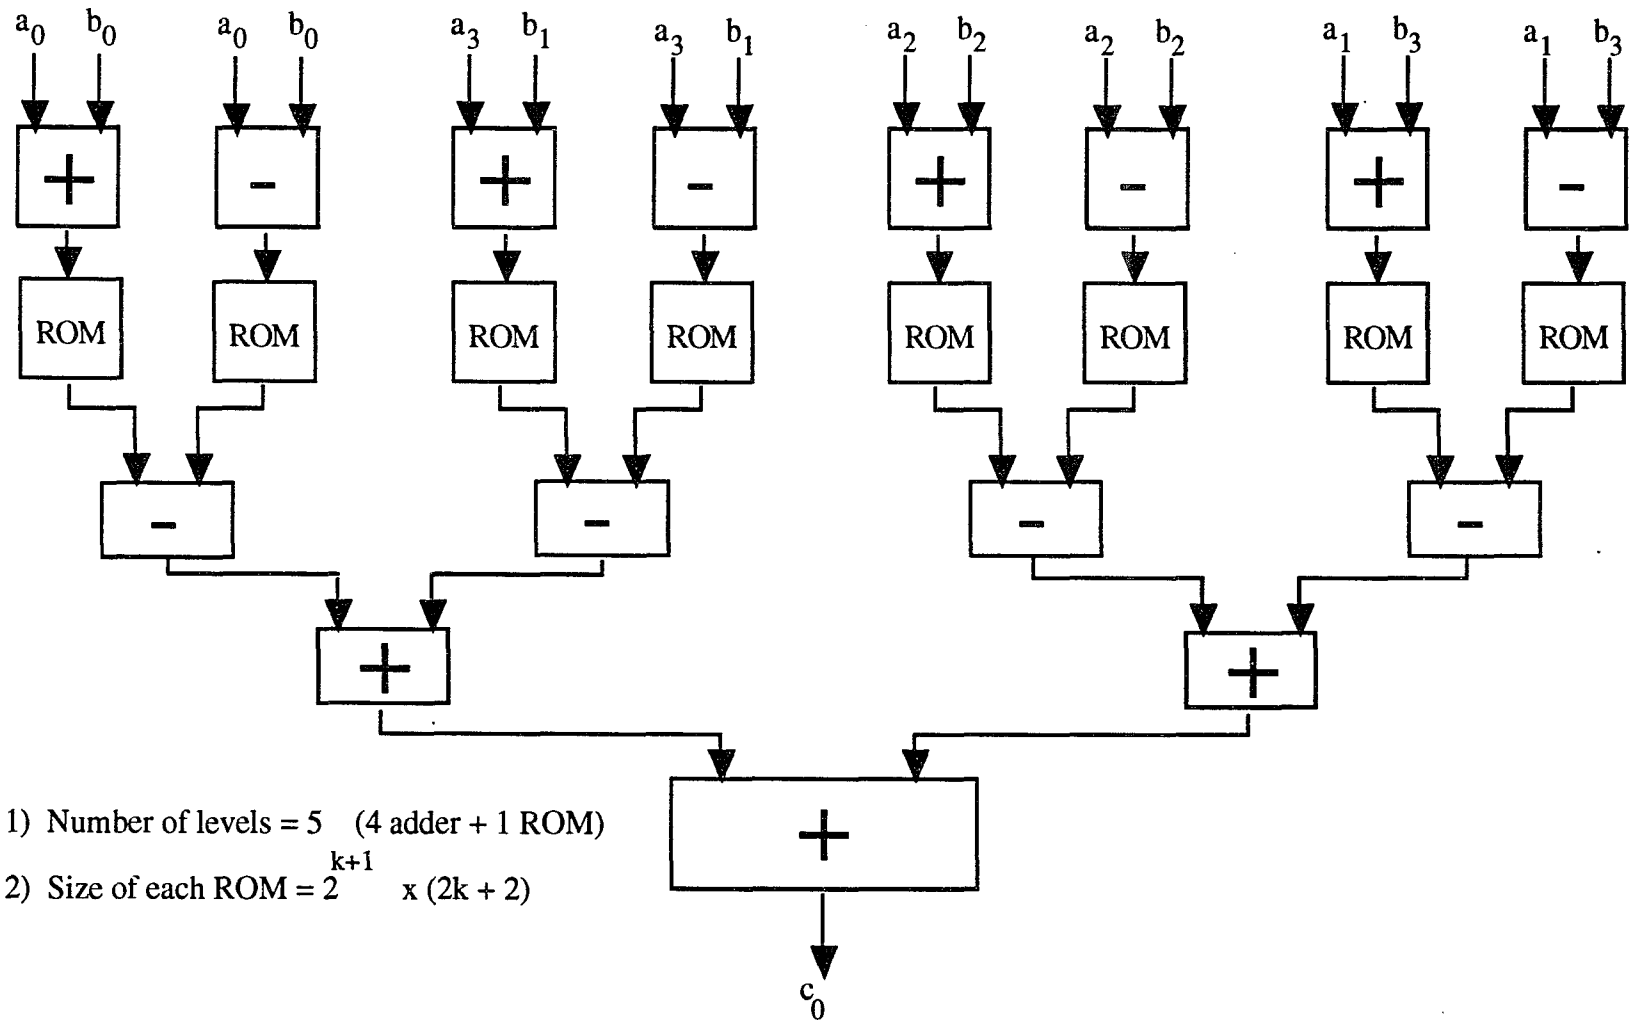 a0 b0 a0 b0 a3 b1 a3 b1 a2 b2 a2 b2 a1 b3 a1 b3
+ - + - + - + -
ROM ROM ROM ROM ROM ROM ROM ROM
- - - -
+ +
+
1) Number of levels = 5 (4 adder + 1 ROM)
2) Size of each ROM = 2^k+1 x (2k + 2)
c0